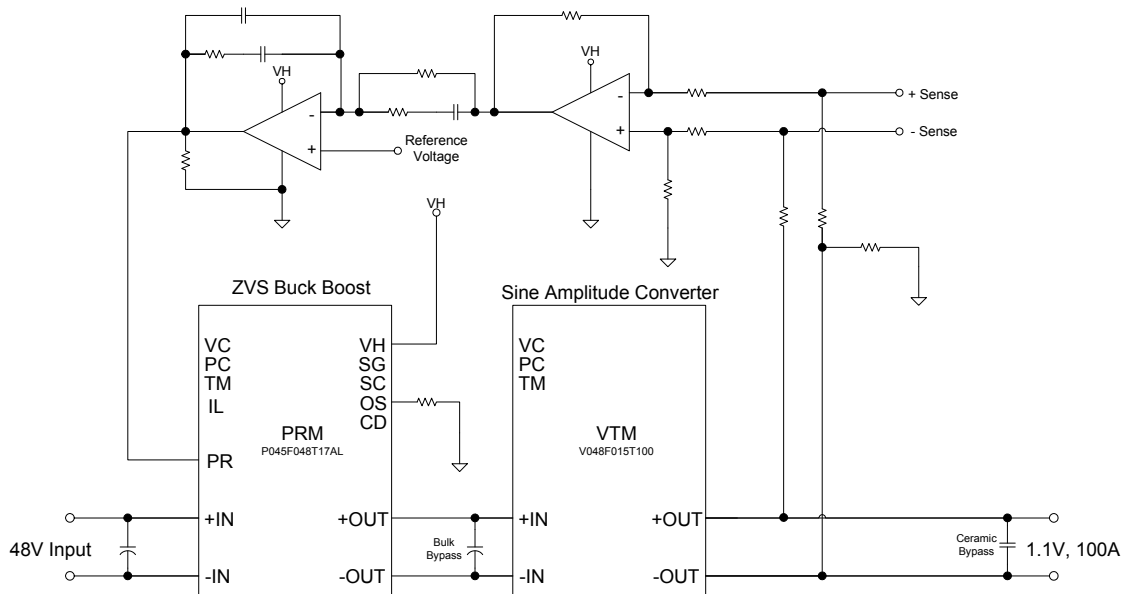 VH
VH
-
+
-
+
+ Sense
- Sense
Reference
Voltage
VH
ZVS Buck Boost
Sine Amplitude Converter
VC
PC
TM
IL
PR
+IN
-IN
VH
SG
SC
OS
CD
PRM
P045F048T17AL
+OUT
-OUT
VC
PC
TM
VTM
V048F015T100
+IN
-IN
+OUT
-OUT
48V Input
Bulk
Bypass
Ceramic
Bypass
1.1V, 100A